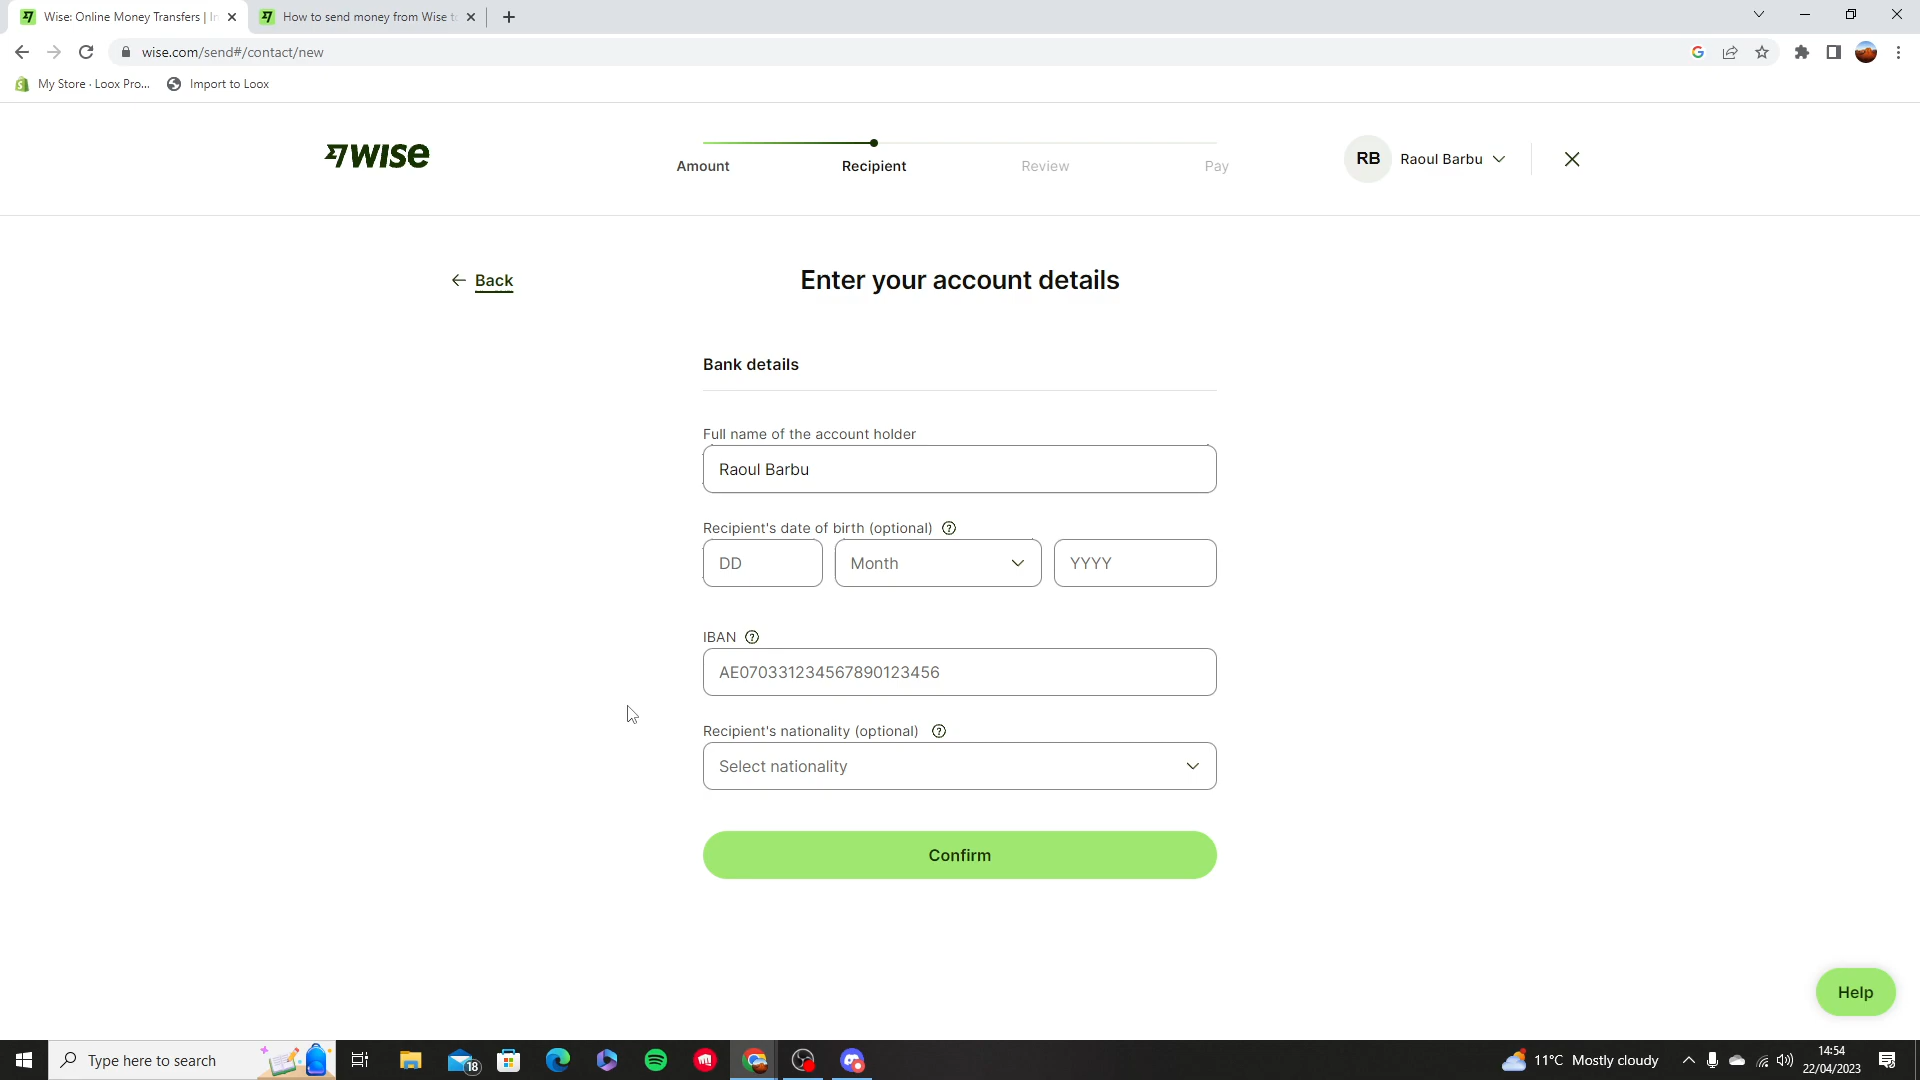 Wise: Online Money Transfers | In
How to send money from Wise to
wise.com/send#/contact/new
My Store · Loox Pro...
Import to Loox
WISE
Amount
Recipient
Review
Pay
RB
Raoul Barbu
Back
Enter your account details
Bank details
Full name of the account holder
Raoul Barbu
Recipient's date of birth (optional)
DD
Month
YYYY
IBAN
AE070331234567890123456
Recipient's nationality (optional)
Select nationality
Confirm
Help
Type here to search
18
11°C Mostly cloudy
14:54
22/04/2023